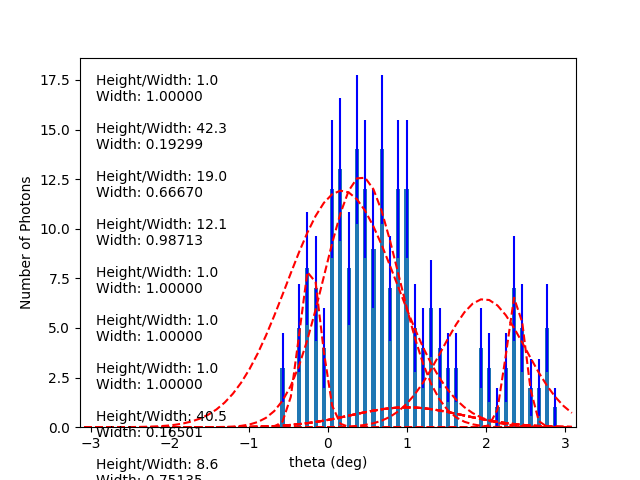 Height/Width: 1.0
Width: 1.00000
Height/Width: 42.3
Width: 0.19299
Height/Width: 19.0
Width: 0.66670
Height/Width: 12.1
Width: 0.98713
Height/Width: 1.0
Width: 1.00000
Height/Width: 1.0
Width: 1.00000
Height/Width: 1.0
Width: 1.00000
Height/Width: 40.5
Width: 0.16501
Height/Width: 8.6
Width: 0.75135
17.5
15.0
12.5
10.0
7.5
5.0
2.5
0.0
Number of Photons
−3 −2 −1 0 1 2 3
theta (deg)